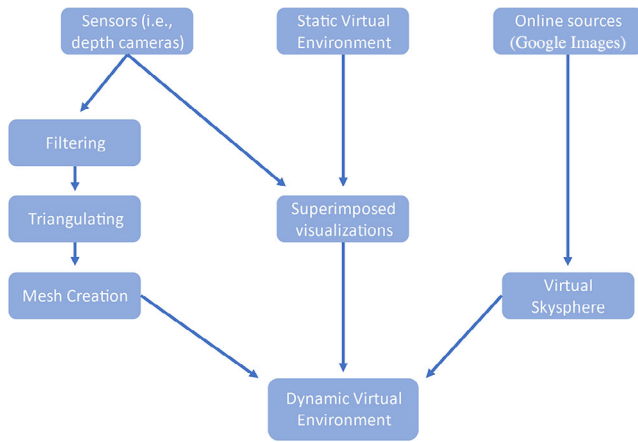 Sensors (i.e.,
depth cameras)
Static Virtual
Environment
Online sources
(Google Images)
Filtering
Triangulating
Superimposed
visualizations
Mesh Creation
Virtual
Skysphere
Dynamic Virtual
Environment